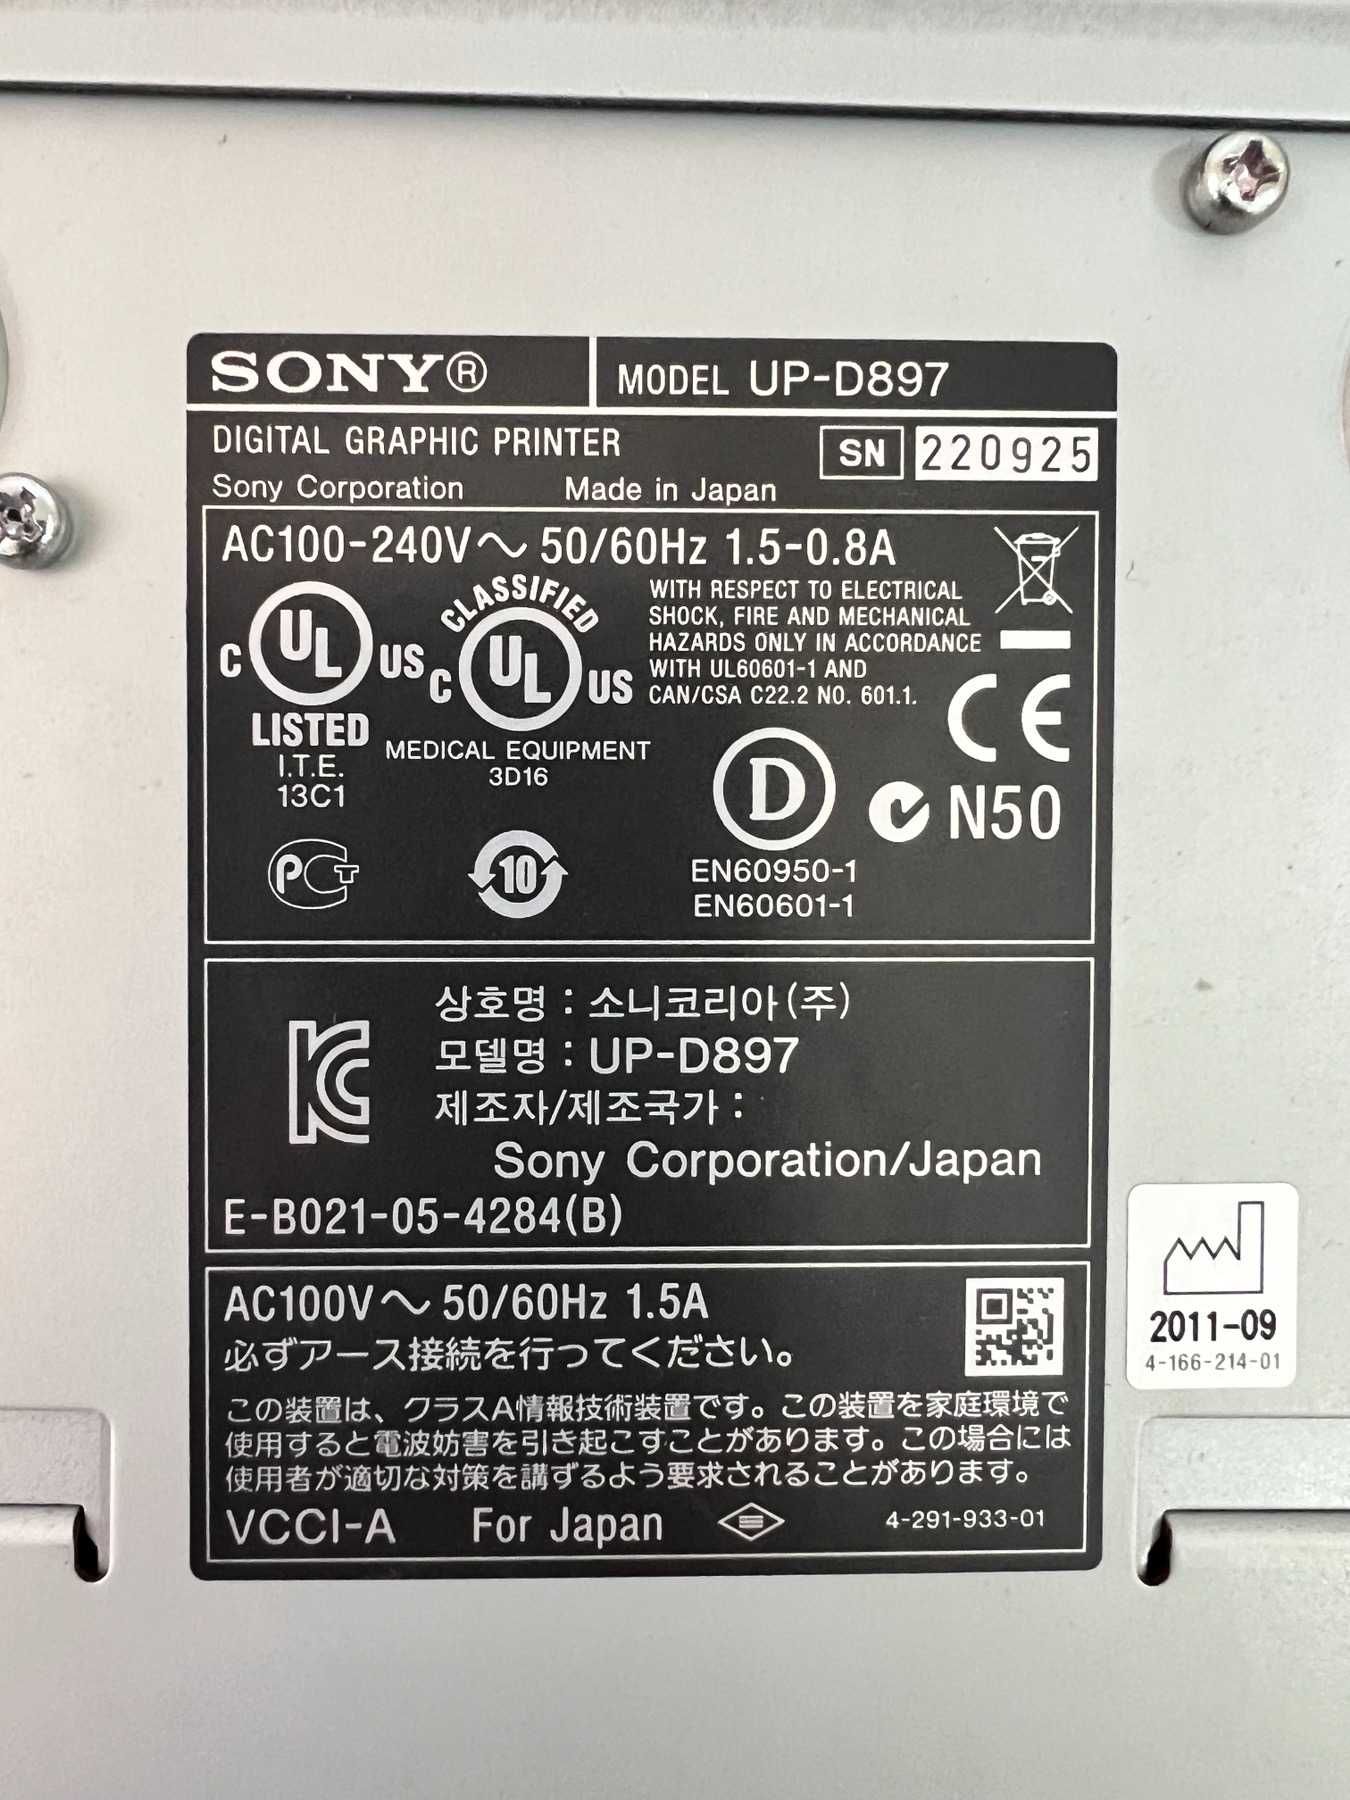 SONY®
MODEL UP-D897
DIGITAL GRAPHIC PRINTER
SN 220925
Sony Corporation Made in Japan
AC100-240V～ 50/60Hz 1.5-0.8A
C UL US
LISTED
I.T.E.
13C1
CLASSIFIED
C UL US
MEDICAL EQUIPMENT
3D16
WITH RESPECT TO ELECTRICAL
SHOCK, FIRE AND MECHANICAL
HAZARDS ONLY IN ACCORDANCE
WITH UL60601-1 AND
CAN/CSA C22.2 NO. 601.1.
CE
D
N50
EN60950-1
EN60601-1
PCT
10
KC
상호명 : 소니코리아(주)
모델명 : UP-D897
제조자/제조국가 :
Sony Corporation/Japan
E-B021-05-4284(B)
AC100V～ 50/60Hz 1.5A
必ずアース接続を行ってください。
この装置は、クラスA情報技術装置です。この装置を家庭環境で
使用すると電波妨害を引き起こすことがあります。この場合には
使用者が適切な対策を講ずるよう要求されることがあります。
VCCI-A For Japan
4-291-933-01
2011-09
4-166-214-01